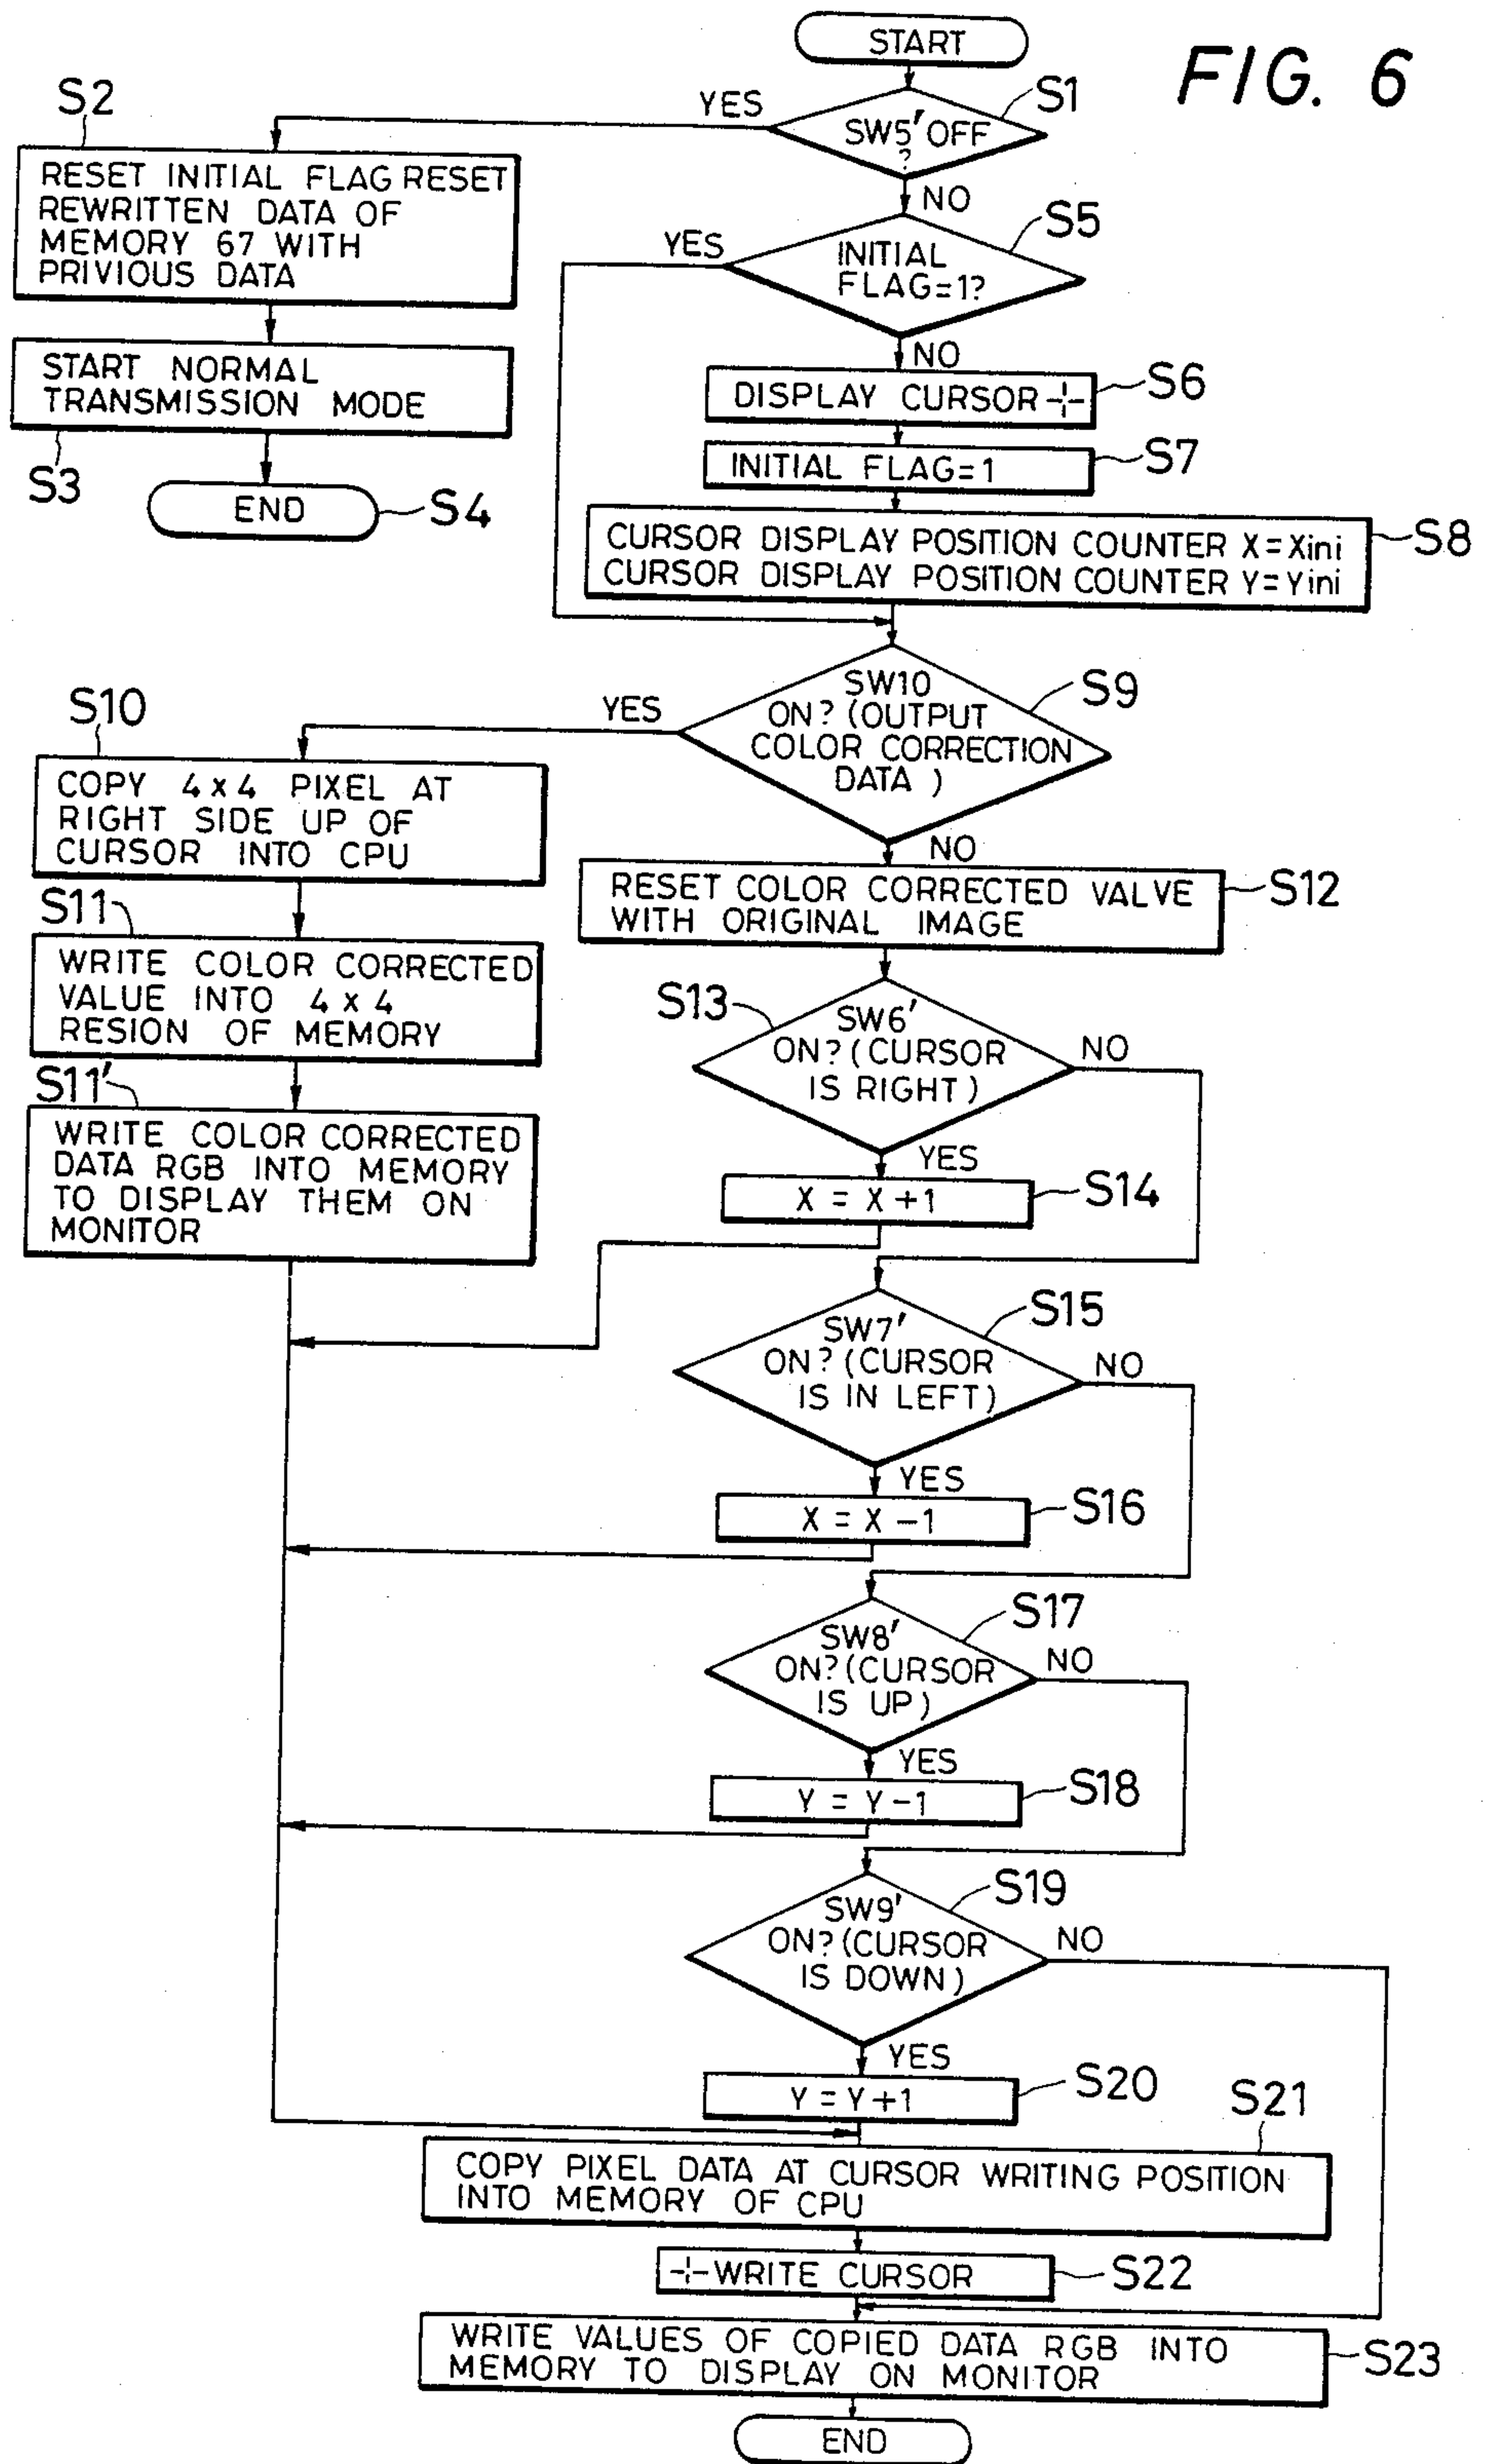 START
FIG. 6
S1
YES
SW5' OFF
?
NO
S2
RESET INITIAL FLAG RESET
REWRITTEN DATA OF
MEMORY 67 WITH
PRIVIOUS DATA
START NORMAL
TRANSMISSION MODE
S3
END
S4
S5
YES
INITIAL
FLAG=1?
NO
DISPLAY CURSOR -¦-
S6
INITIAL FLAG=1
S7
CURSOR DISPLAY POSITION COUNTER X=Xini
CURSOR DISPLAY POSITION COUNTER Y=Yini
S8
SW10
ON? (OUTPUT
COLOR CORRECTION
DATA )
S9
YES
NO
S10
COPY 4 x 4 PIXEL AT
RIGHT SIDE UP OF
CURSOR INTO CPU
S11
WRITE COLOR CORRECTED
VALUE INTO 4 x 4
RESION OF MEMORY
S11'
WRITE COLOR CORRECTED
DATA RGB INTO MEMORY
TO DISPLAY THEM ON
MONITOR
RESET COLOR CORRECTED VALVE
WITH ORIGINAL IMAGE
S12
S13
SW6'
ON? (CURSOR
IS RIGHT)
NO
YES
X = X +1
S14
SW7'
ON? (CURSOR
IS IN LEFT)
S15
NO
YES
X = X -1
S16
SW8'
ON? (CURSOR
IS UP)
S17
NO
YES
Y = Y-1
S18
SW9'
ON? (CURSOR
IS DOWN)
S19
NO
YES
Y = Y+1
S20
S21
COPY PIXEL DATA AT CURSOR WRITING POSITION
INTO MEMORY OF CPU
-¦- WRITE CURSOR
S22
WRITE VALUES OF COPIED DATA RGB INTO
MEMORY TO DISPLAY ON MONITOR
S23
END